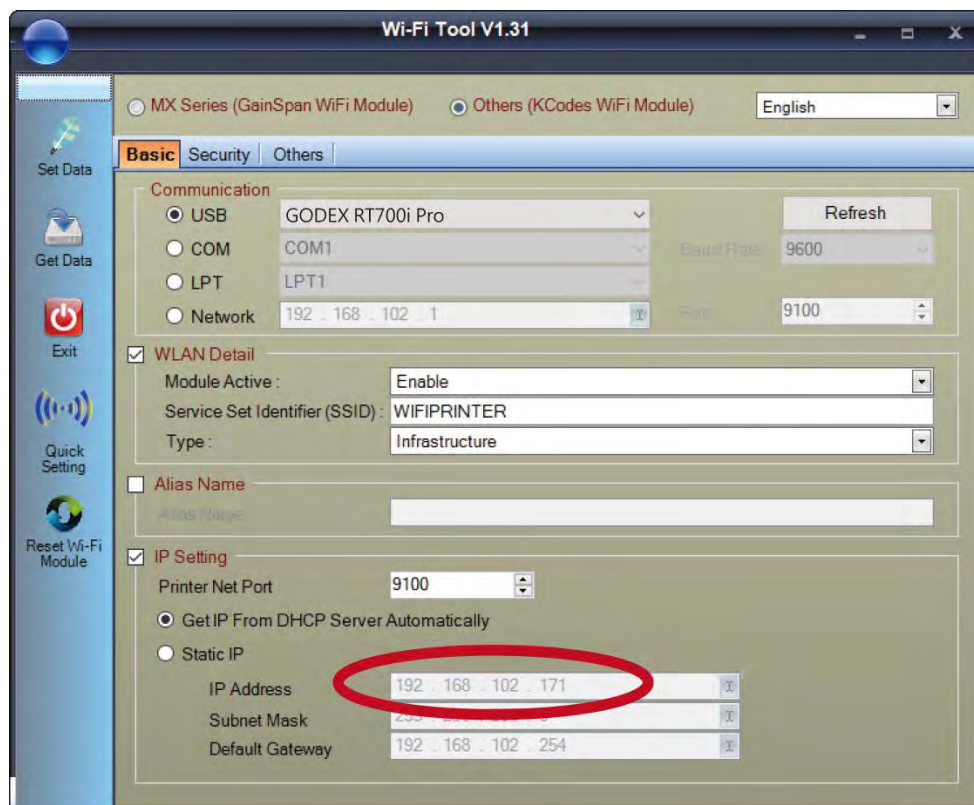 Wi-Fi Tool V1.31
MX Series (GainSpan WiFi Module) Others (KCodes WiFi Module) English
Set Data
Get Data
Exit
Quick Setting
Reset Wi-Fi Module
Basic Security Others
Communication
USB GODEX RT700i Pro Refresh
COM COM1 Baud Rate 9600
LPT LPT1
Network 192 . 168 . 102 . 1 9100
WLAN Detail
Module Active : Enable
Service Set Identifier (SSID) : WIFIPRINTER
Type : Infrastructure
Alias Name
Alias Name
IP Setting
Printer Net Port 9100
Get IP From DHCP Server Automatically
Static IP
IP Address 192 . 168 . 102 . 171
Subnet Mask
Default Gateway 192 . 168 . 102 . 254